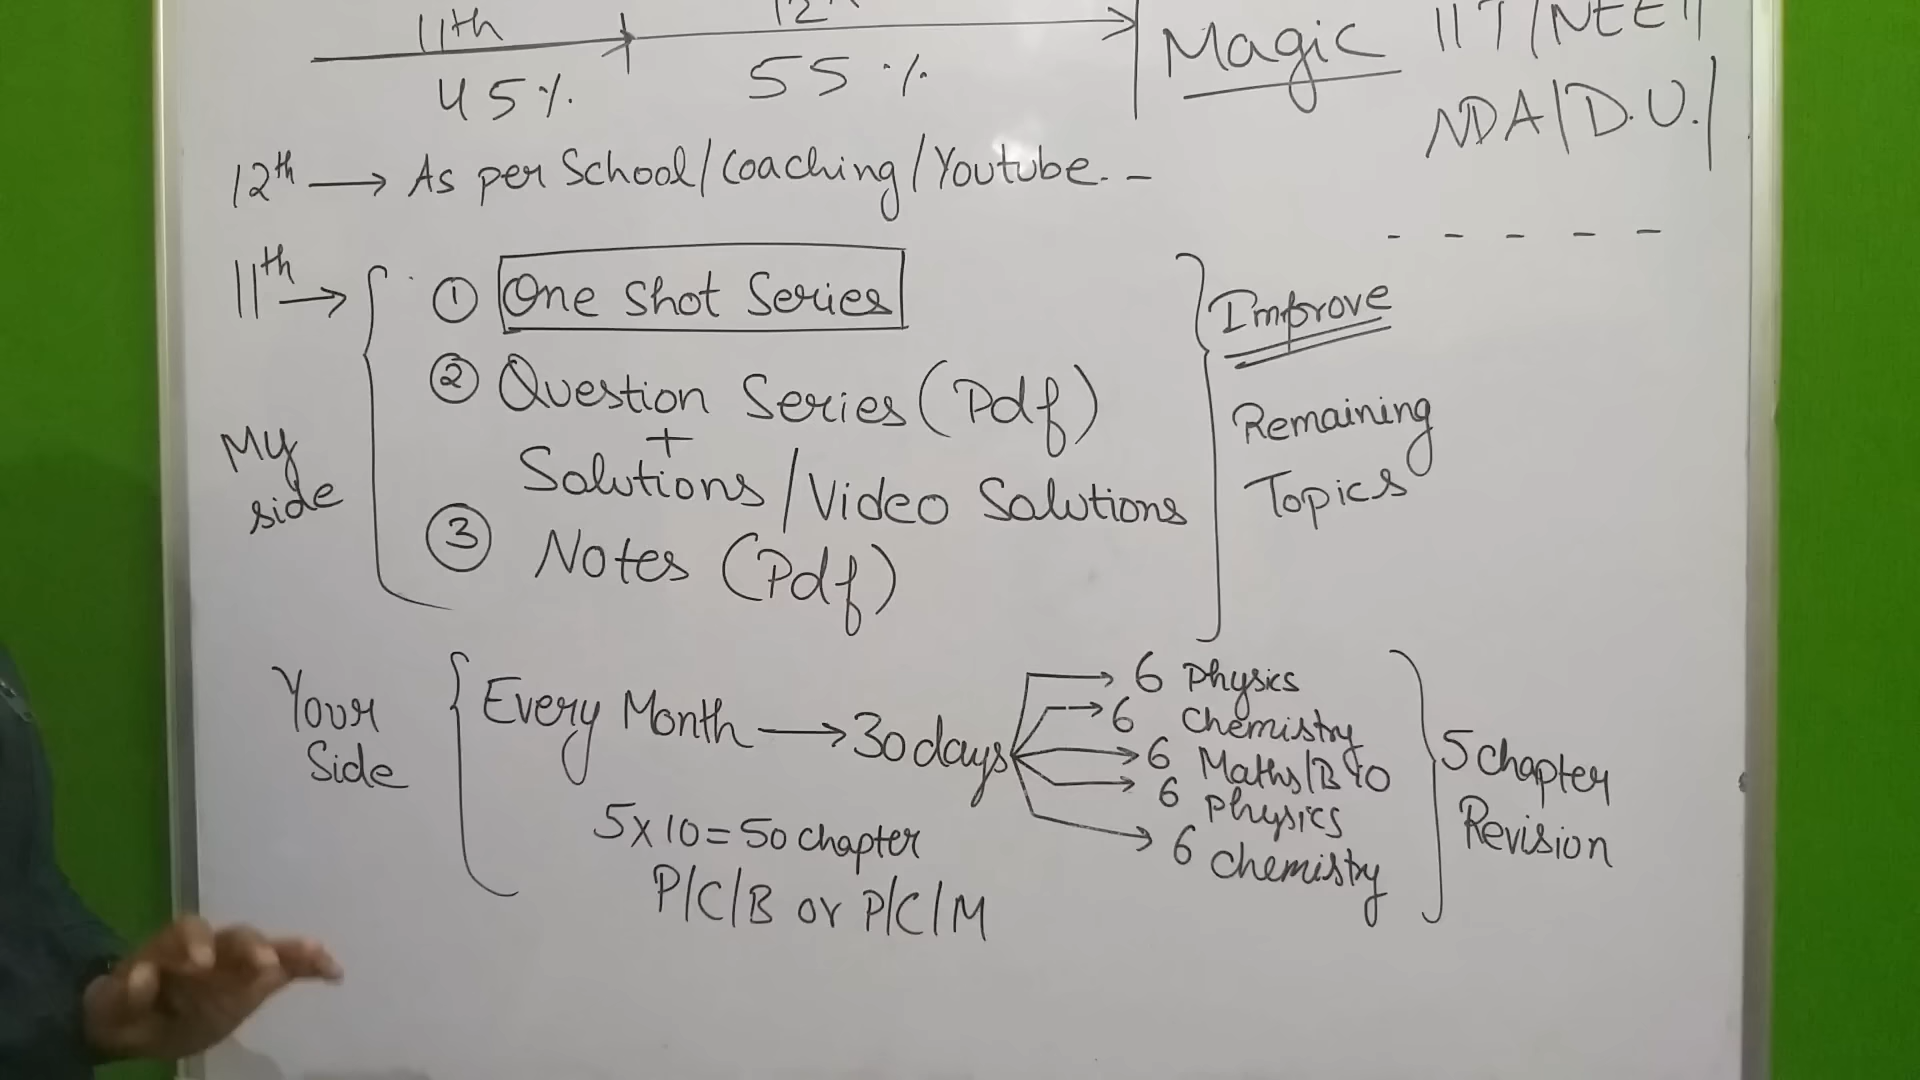 11th 12th
45% 55% Magic IIT/NEET/
NDA/D.U./
12th → As per School/Coaching/Youtube. -
- - - - -
11th → ① One Shot Series
② Question Series (Pdf)
+
Solutions/Video Solutions
③ Notes (Pdf)
My
side
Improve
Remaining
Topics
Your
Side
Every Month → 30 days
→ 6 Physics
→ 6 Chemistry
→ 6 Maths/BIO
→ 6 Physics
→ 6 Chemistry
5 chapter
Revision
5x10=50 chapter
P/C/B or P/C/M